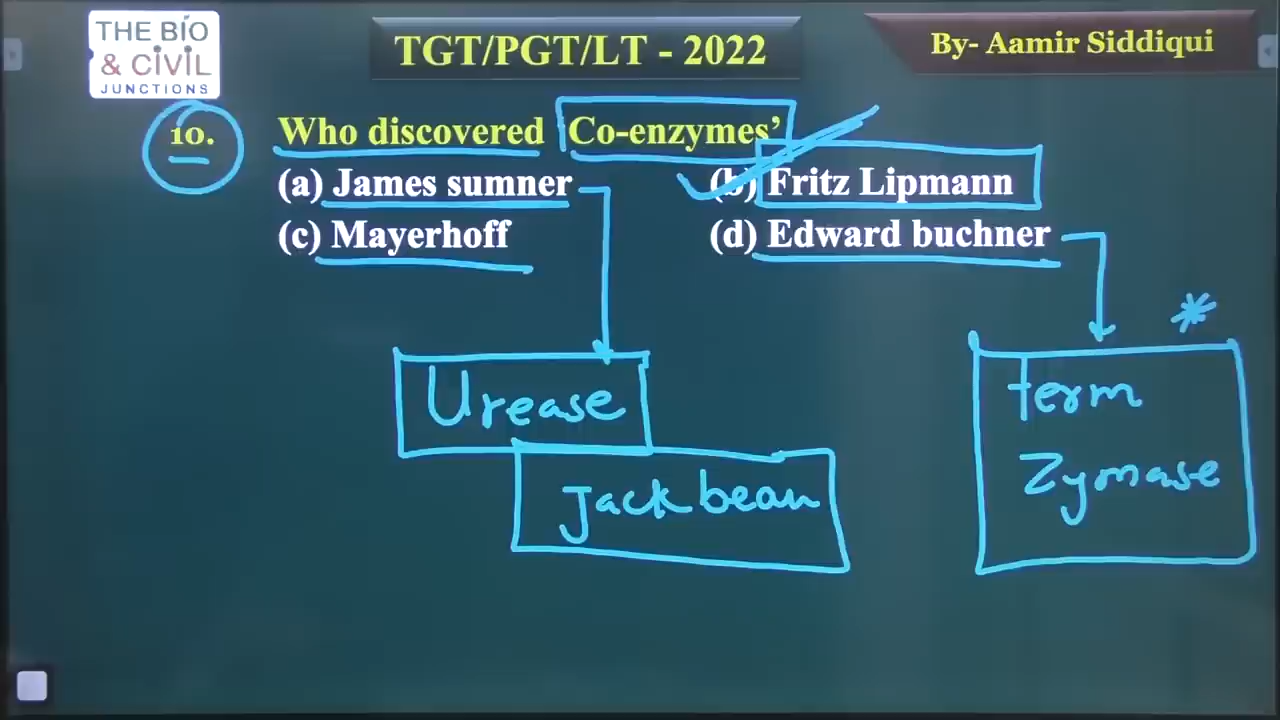 THE BIO
& CIVIL
JUNCTIONS
TGT/PGT/LT - 2022
By- Aamir Siddiqui
10. Who discovered 'Co-enzymes'
(a) James sumner (b) Fritz Lipmann
(c) Mayerhoff (d) Edward buchner
Urease
Jack bean
term
Zymase